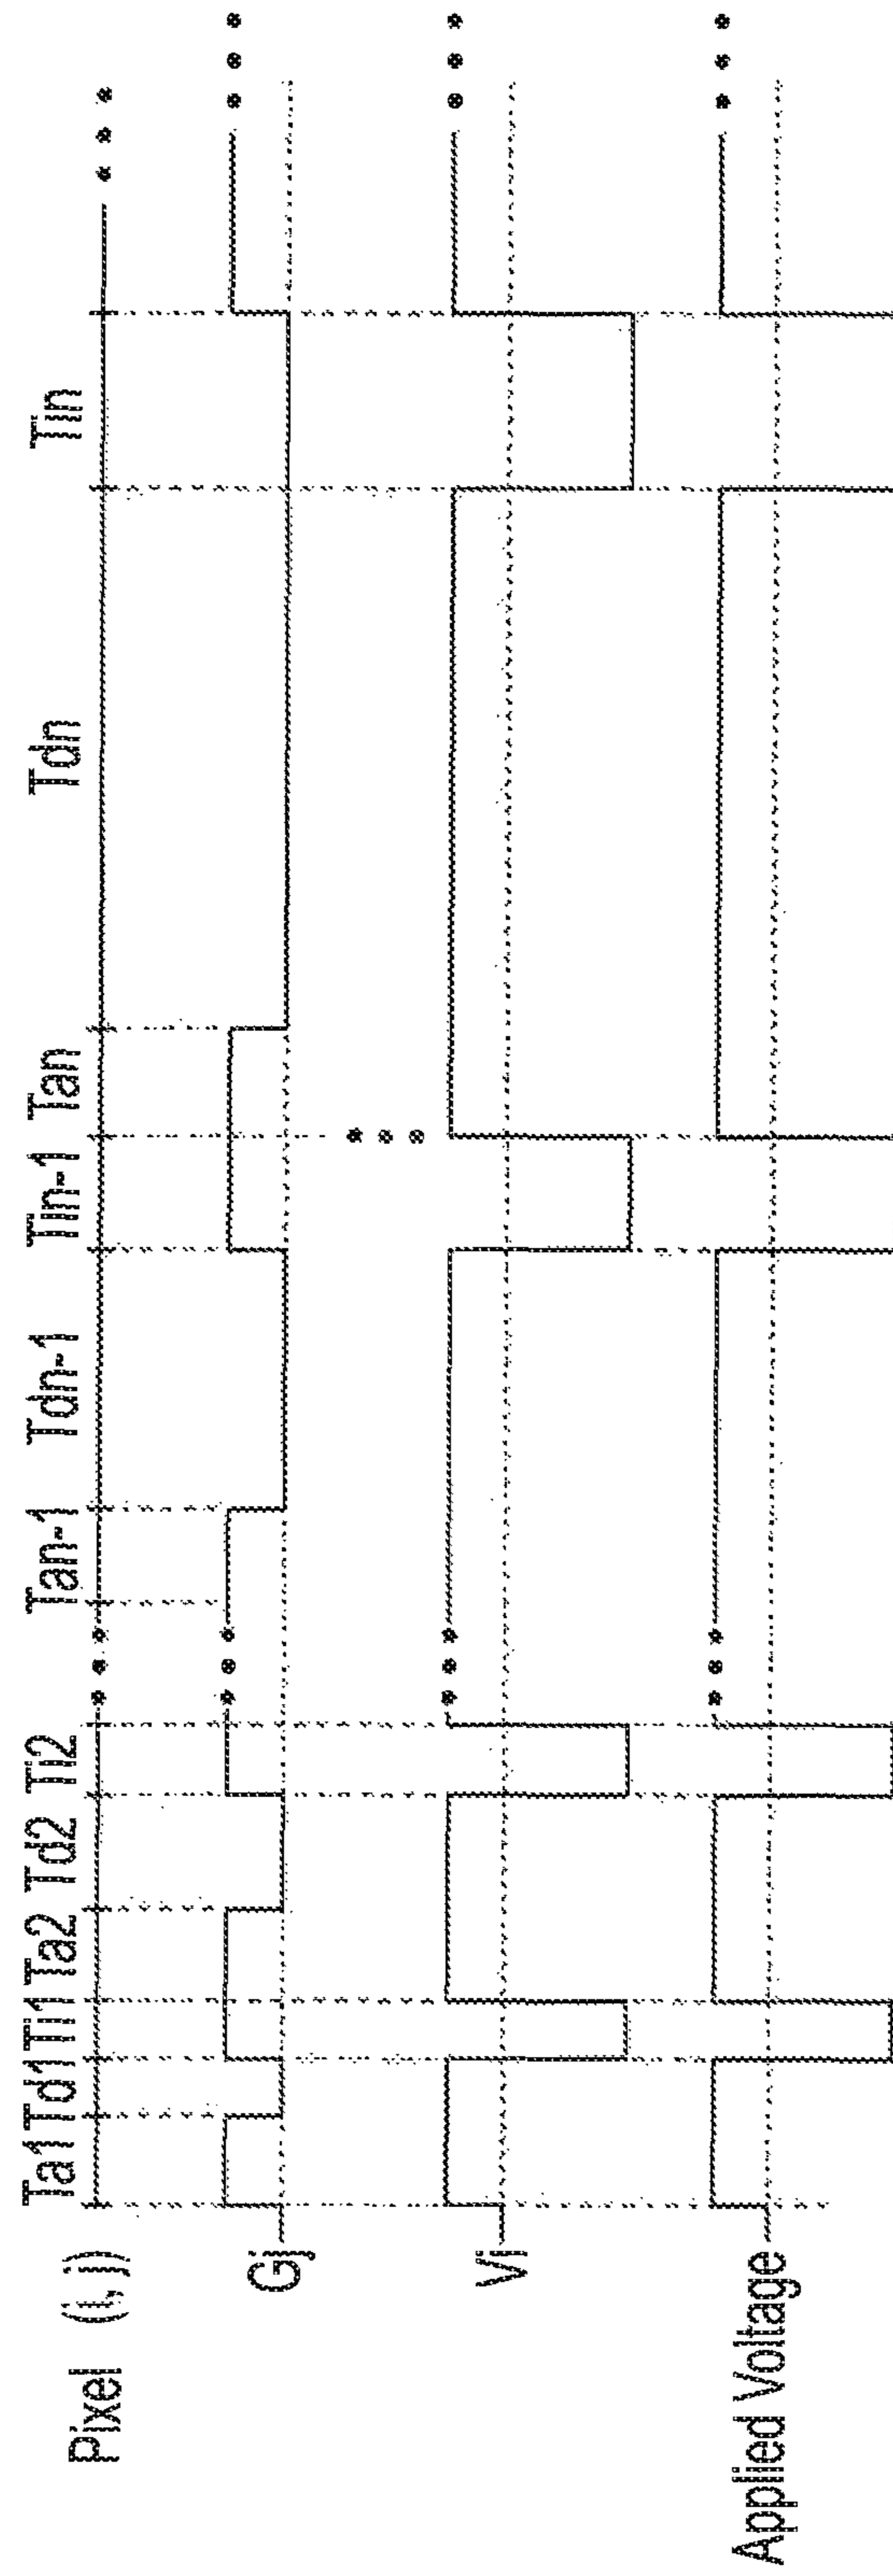 Pixel (i, j)
Ta1 Td1 Ti1 Ta2 Td2 Ti2 Tan-1 Tdn-1 Tin-1 Tan Tdn Tin
Gj
Vi
Applied Voltage